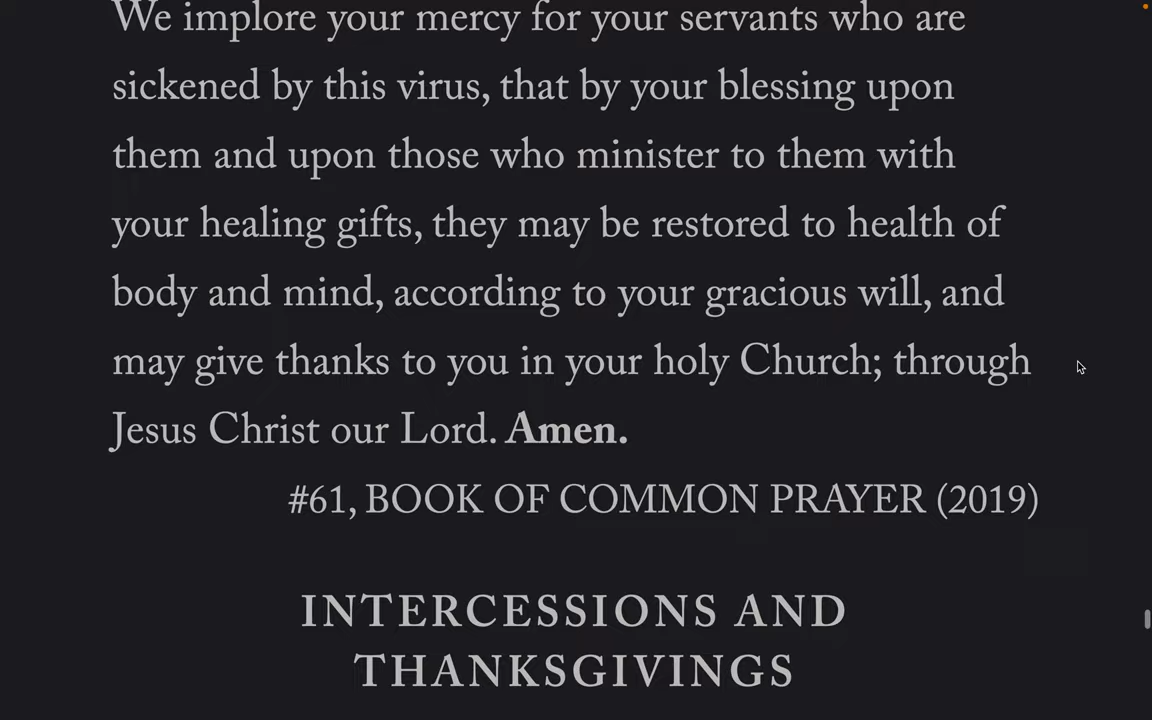 We implore your mercy for your servants who are
sickened by this virus, that by your blessing upon
them and upon those who minister to them with
your healing gifts, they may be restored to health of
body and mind, according to your gracious will, and
may give thanks to you in your holy Church; through
Jesus Christ our Lord. Amen.
#61, BOOK OF COMMON PRAYER (2019)
INTERCESSIONS AND
THANKSGIVINGS